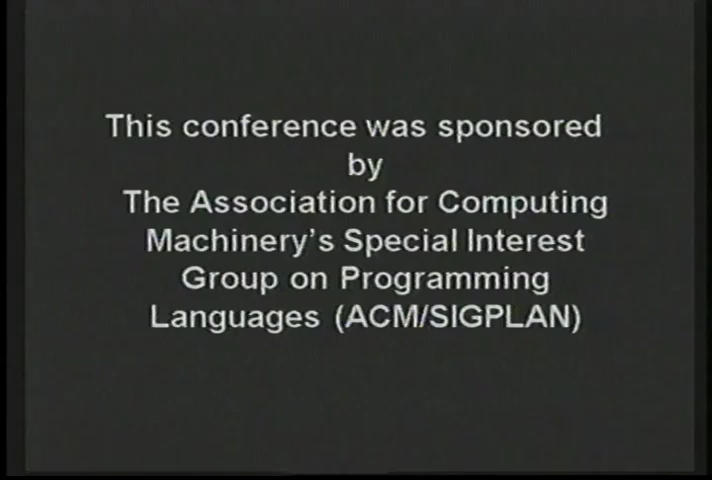 This conference was sponsored
by
The Association for Computing
Machinery's Special Interest
Group on Programming
Languages (ACM/SIGPLAN)